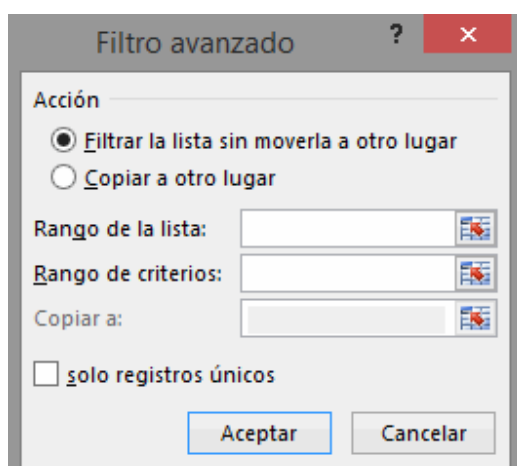 Filtro avanzado ?
Acción
Filtrar la lista sin moverla a otro lugar
Copiar a otro lugar
Rango de la lista:
Rango de criterios:
Copiar a:
solo registros únicos
Aceptar Cancelar